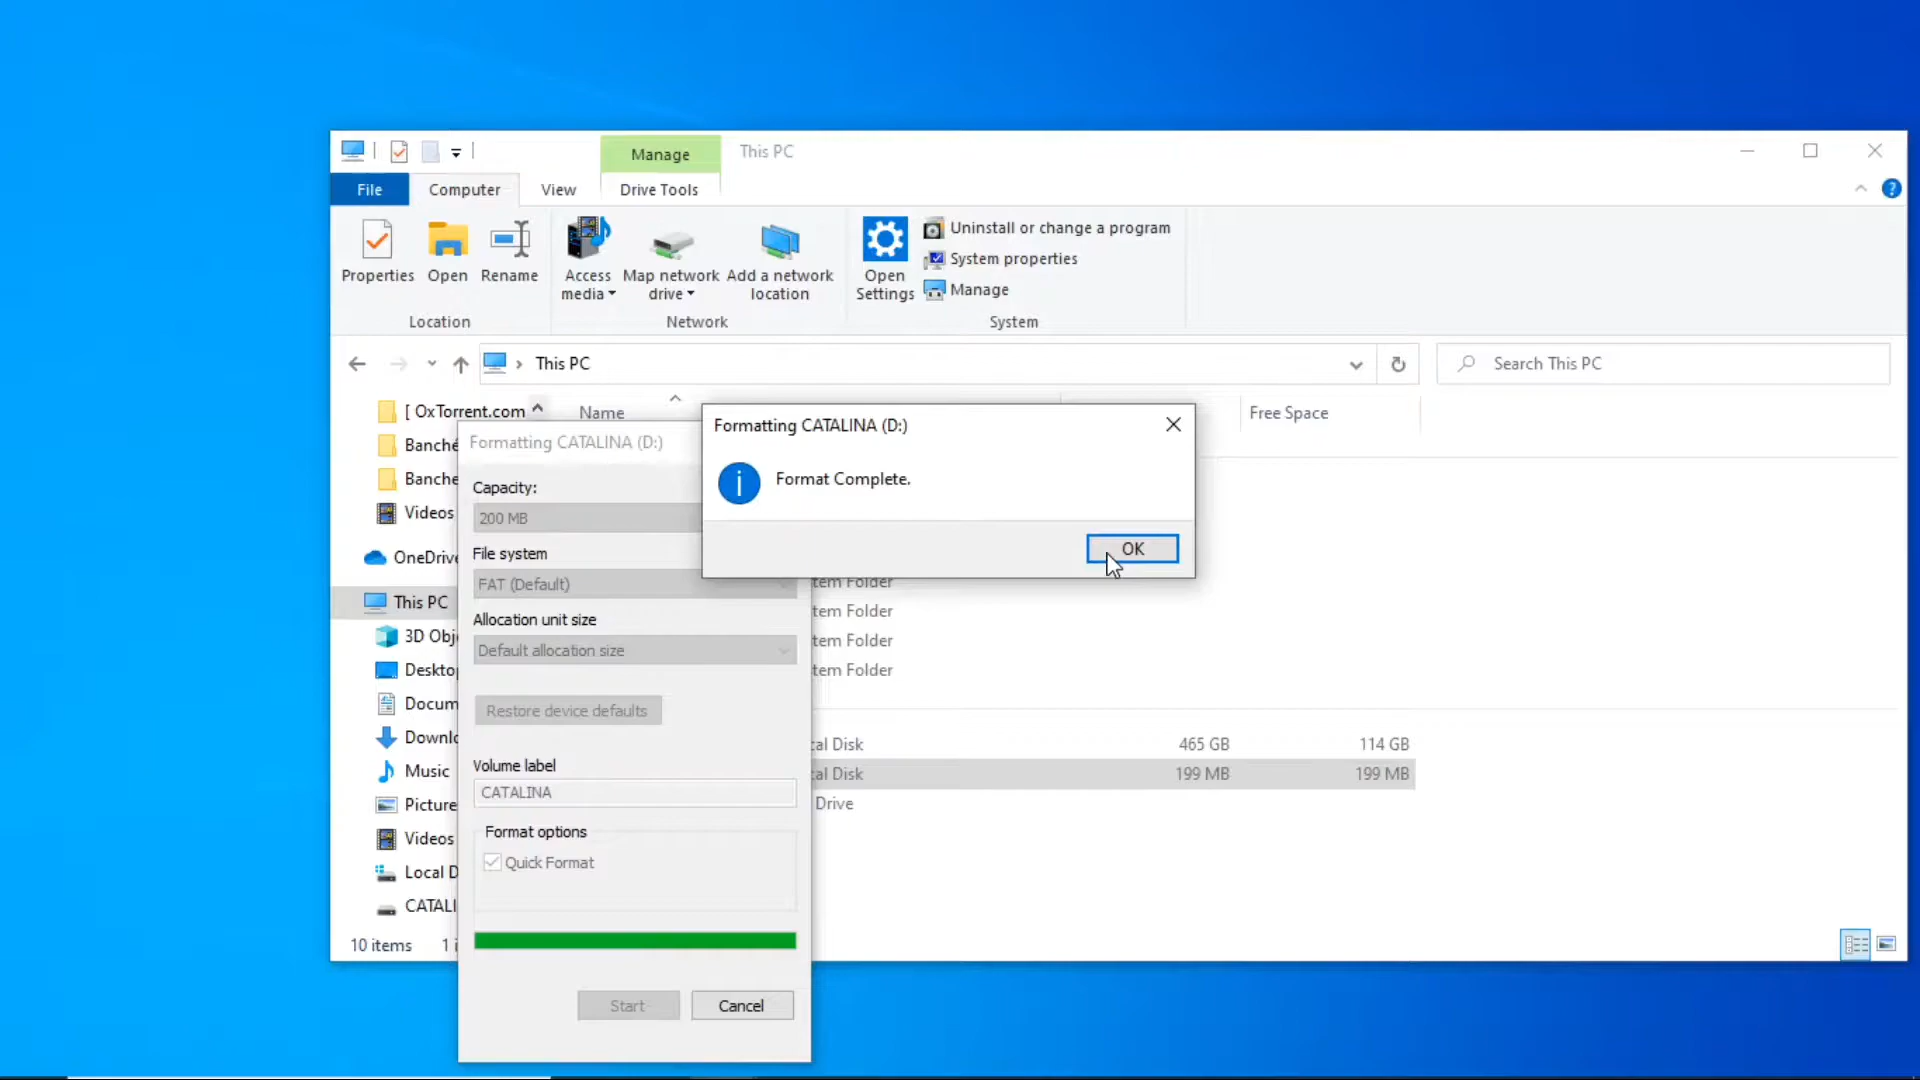 This PC
Manage
File
Computer
View
Drive Tools
Properties
Open
Rename
Access
media
Map network
drive
Add a network
location
Open
Settings
Uninstall or change a program
System properties
Manage
Location
Network
System
This PC
Search This PC
[ OxTorrent.com
Name
Free Space
Banché
Banche
Videos
OneDrive
This PC
3D Obj
Deskto
Docum
Downlo
Music
Picture
Videos
Local D
CATALI
10 items
1 i
Formatting CATALINA (D:)
Capacity:
200 MB
File system
FAT (Default)
Allocation unit size
Default allocation size
Restore device defaults
Volume label
CATALINA
Format options
Quick Format
Start
Cancel
Formatting CATALINA (D:)
i
Format Complete.
OK
tem Folder
tem Folder
tem Folder
tem Folder
cal Disk 465 GB 114 GB
cal Disk 199 MB 199 MB
Drive
?